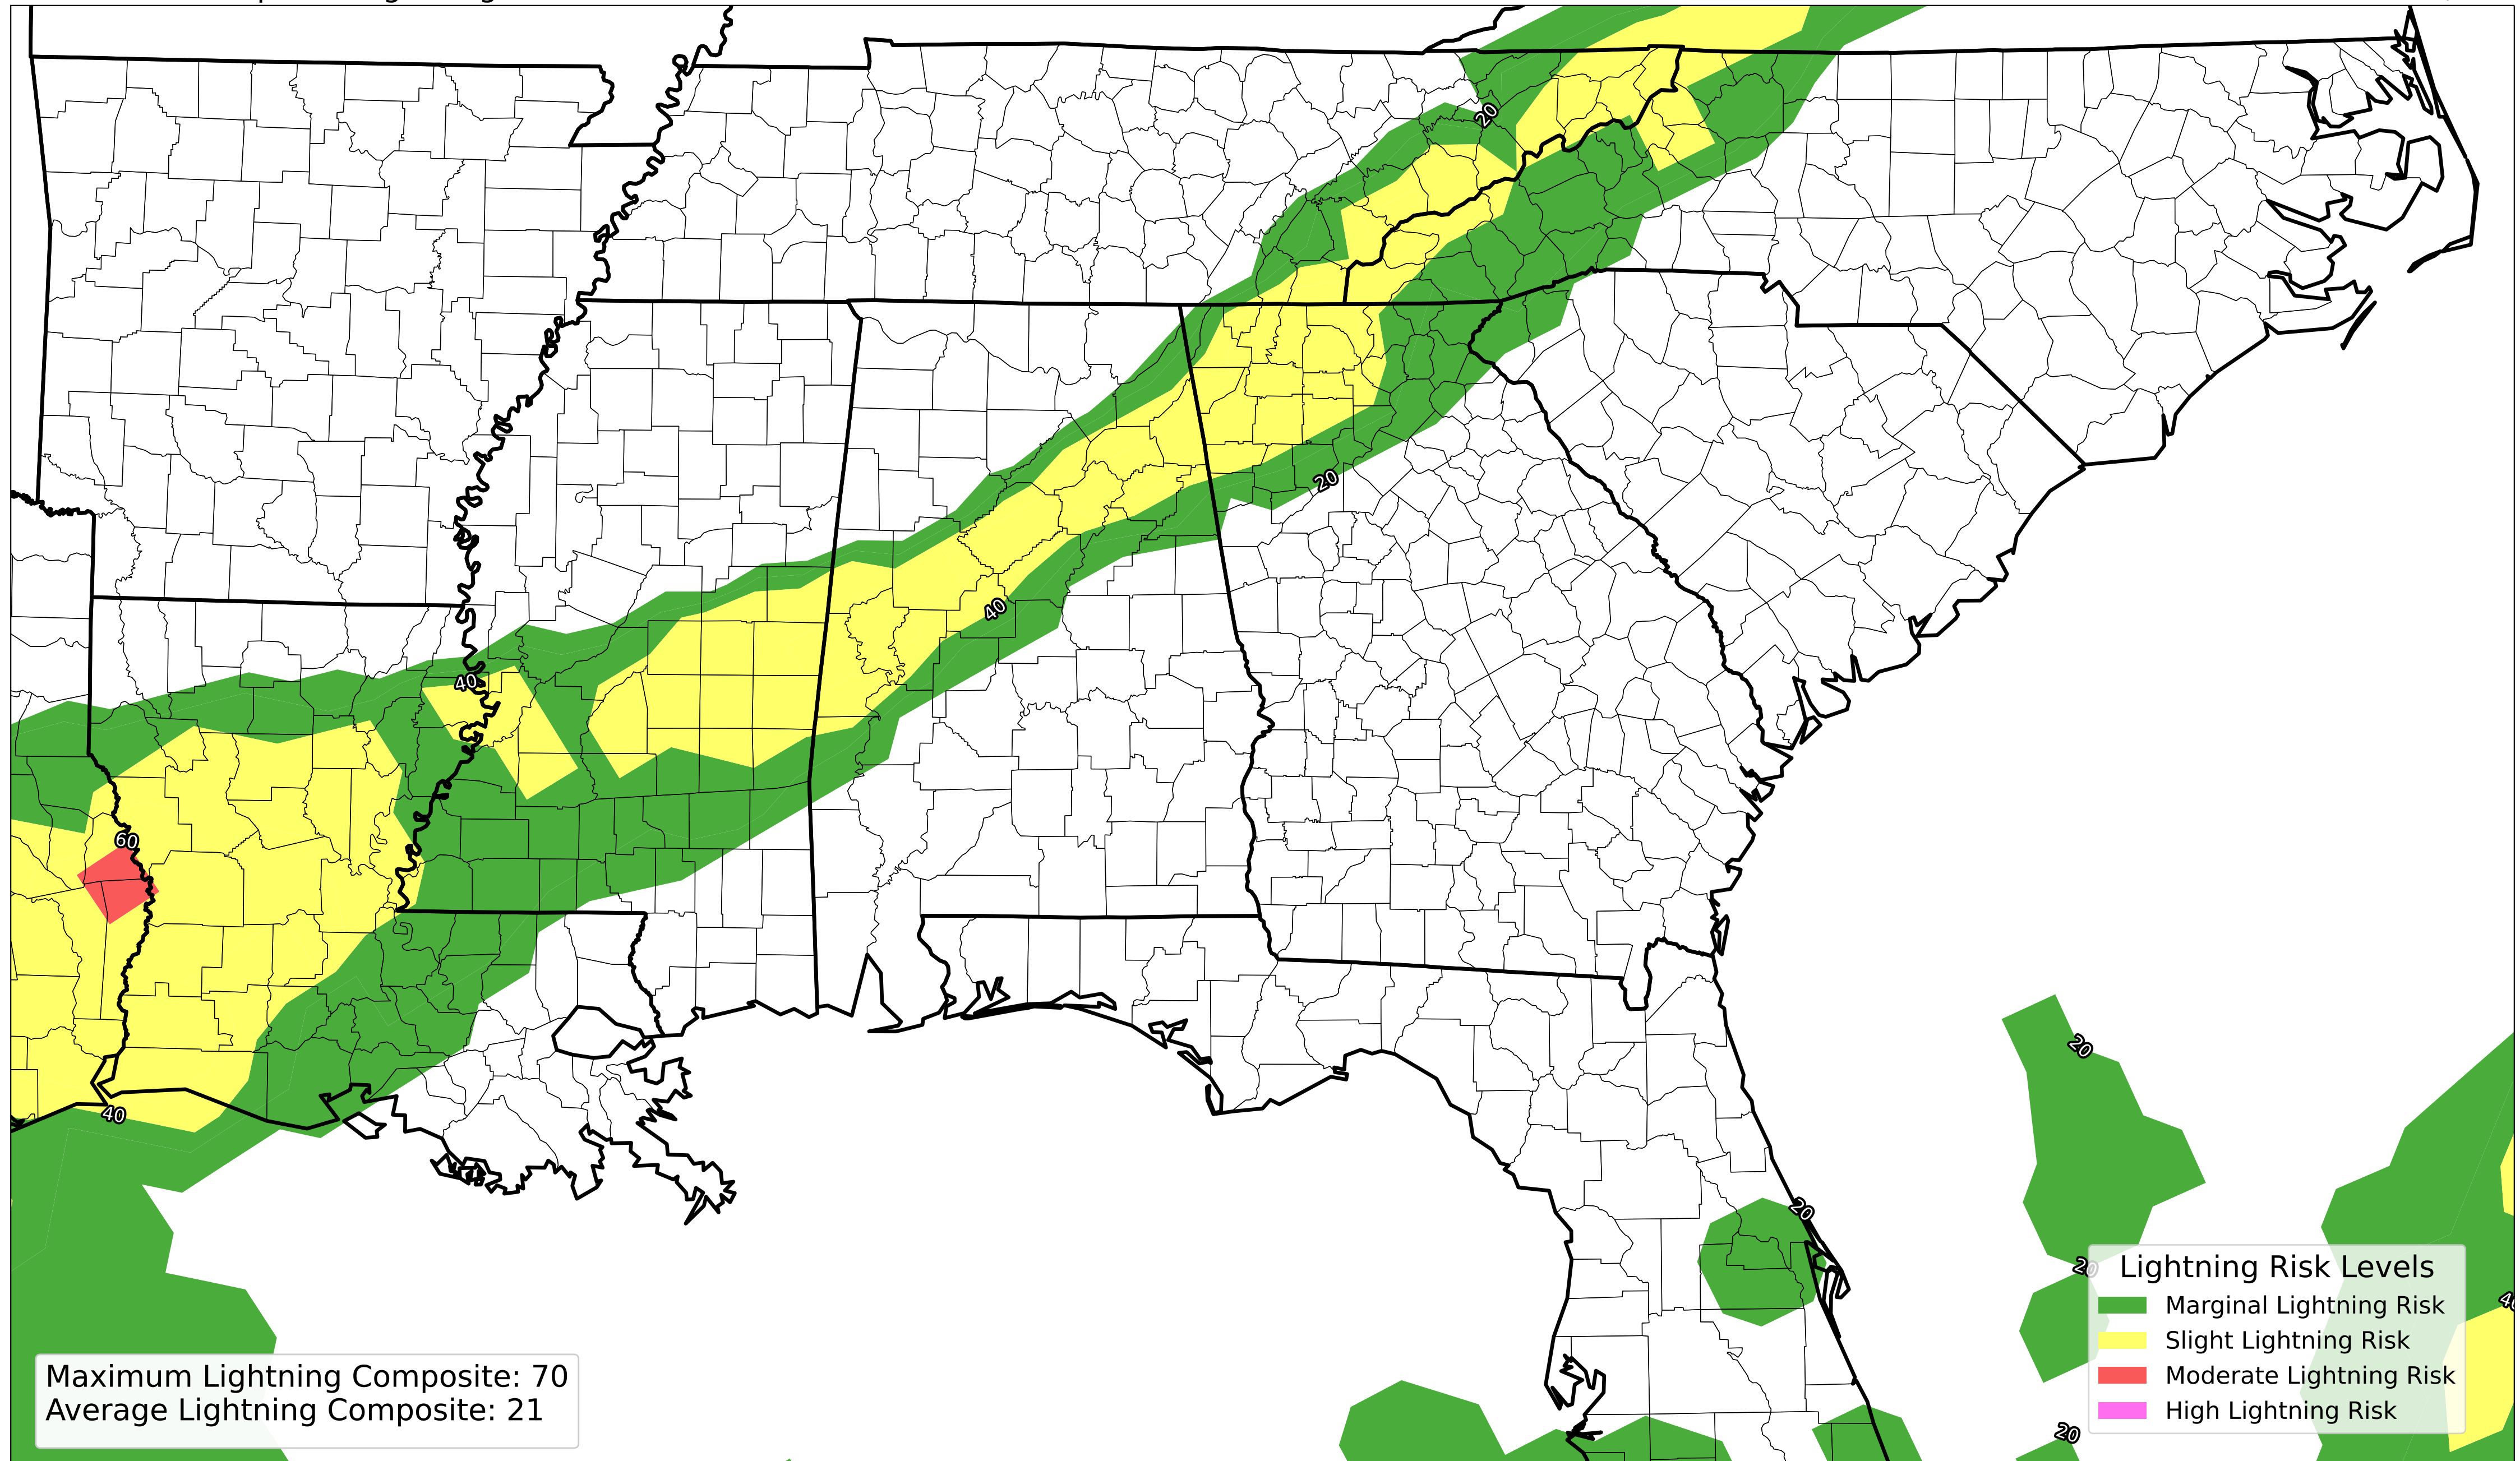 20
20
40
40
60
40
20
20
20
40
20
Lightning Risk Levels
Marginal Lightning Risk
Slight Lightning Risk
Moderate Lightning Risk
High Lightning Risk
Maximum Lightning Composite: 70
Average Lightning Composite: 21